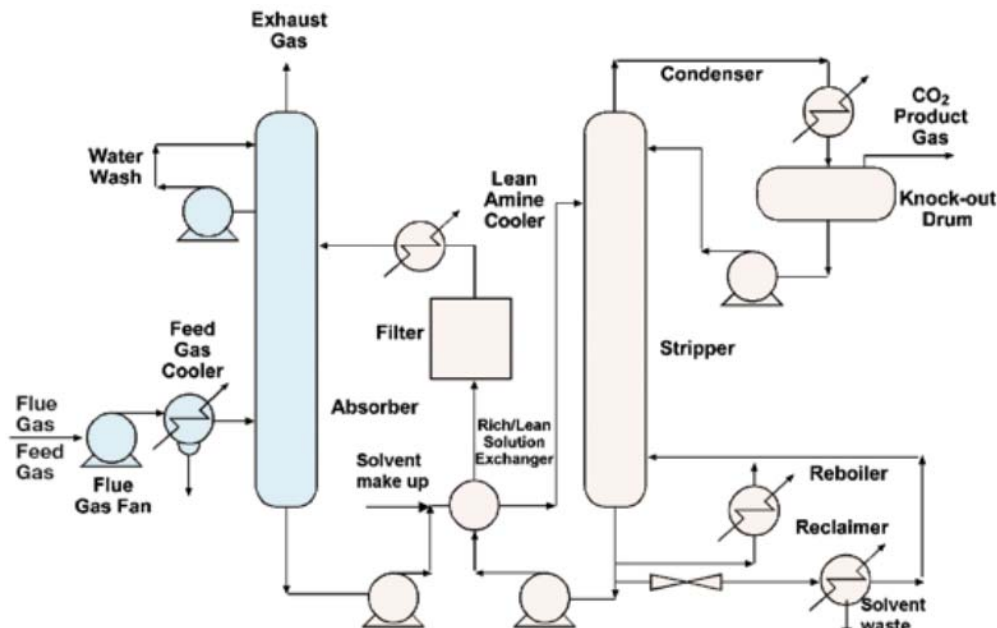 Exhaust
Gas
Condenser
CO₂
Product
Gas
Water
Wash
Lean
Amine
Cooler
Knock-out
Drum
Feed
Gas
Cooler
Filter
Stripper
Flue
Gas
Feed
Gas
Absorber
Rich/Lean
Solution
Exchanger
Flue
Gas Fan
Solvent
make up
Reboiler
Reclaimer
Solvent
waste